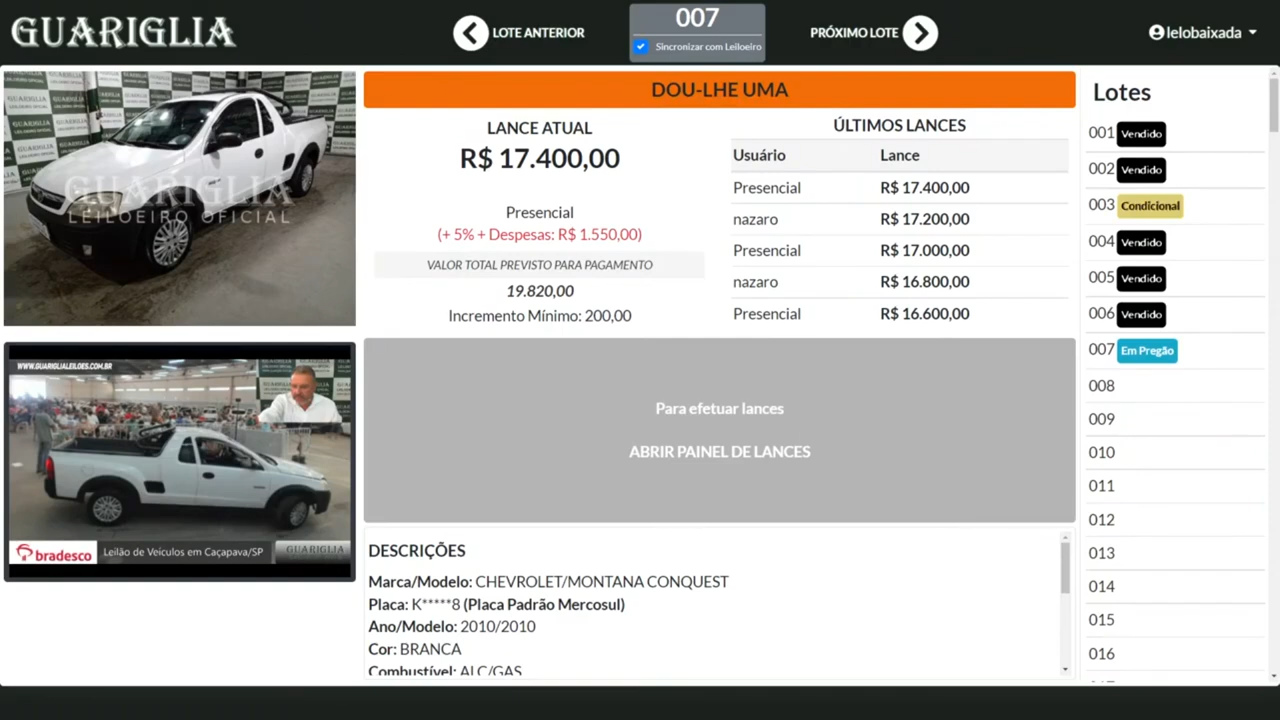 GUARIGLIA
LOTE ANTERIOR
007
Sincronizar com Leiloeiro
PRÓXIMO LOTE
lelobaixada
GUARIGLIA
LEILOEIRO OFICIAL
WWW.GUARIGLIALEILOES.COM.BR
bradesco
Leilão de Veículos em Caçapava/SP
GUARIGLIA
DOU-LHE UMA
LANCE ATUAL
R$ 17.400,00
Presencial
(+ 5% + Despesas: R$ 1.550,00)
VALOR TOTAL PREVISTO PARA PAGAMENTO
19.820,00
Incremento Mínimo: 200,00
ÚLTIMOS LANCES
Usuário Lance
Presencial R$ 17.400,00
nazaro R$ 17.200,00
Presencial R$ 17.000,00
nazaro R$ 16.800,00
Presencial R$ 16.600,00
Para efetuar lances
ABRIR PAINEL DE LANCES
DESCRIÇÕES
Marca/Modelo: CHEVROLET/MONTANA CONQUEST
Placa: K*****8 (Placa Padrão Mercosul)
Ano/Modelo: 2010/2010
Cor: BRANCA
Combustível: ALC/GAS
Lotes
001 Vendido
002 Vendido
003 Condicional
004 Vendido
005 Vendido
006 Vendido
007 Em Pregão
008
009
010
011
012
013
014
015
016